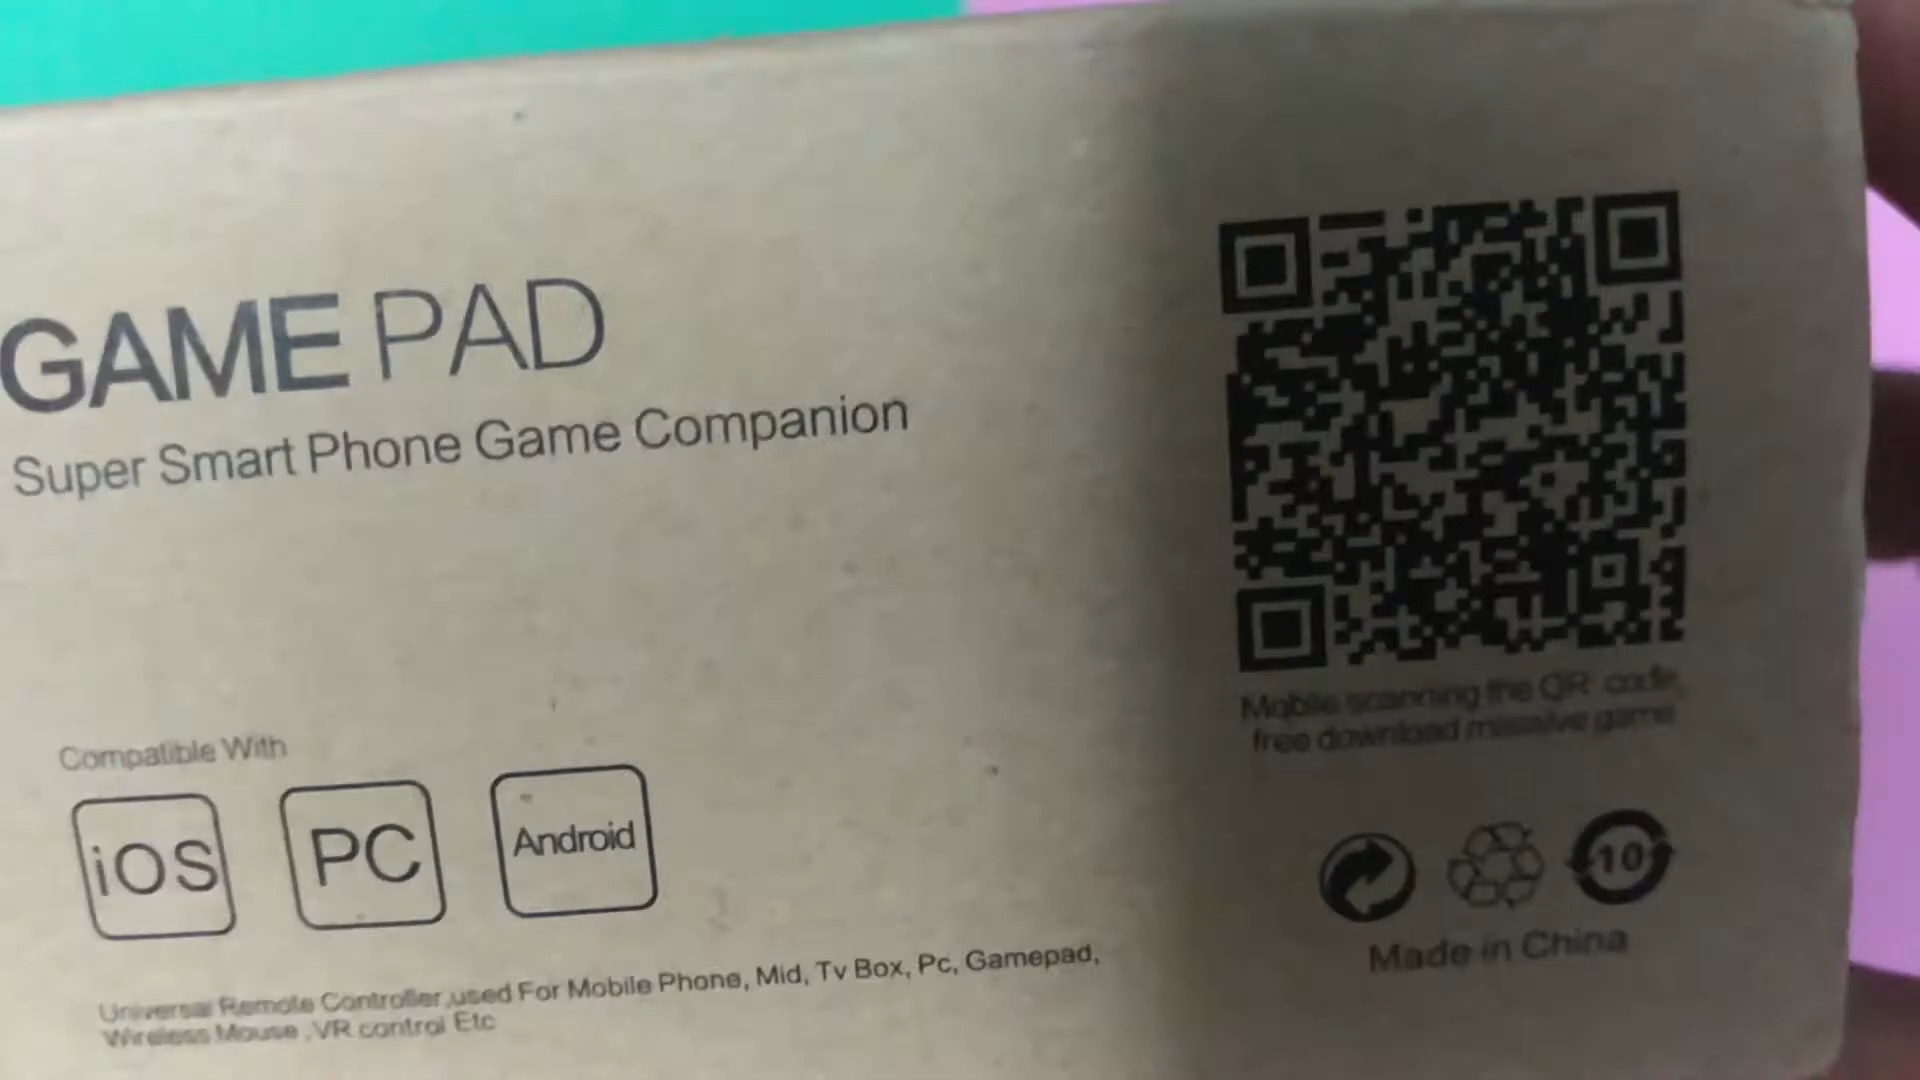 GAME PAD
Super Smart Phone Game Companion
Compatible With
iOS
PC
Android
Universal Remote Controller,used For Mobile Phone, Mid, Tv Box, Pc, Gamepad,
Wireless Mouse ,VR control Etc
Mobile scanning the QR code,
free download massive game
10
Made in China